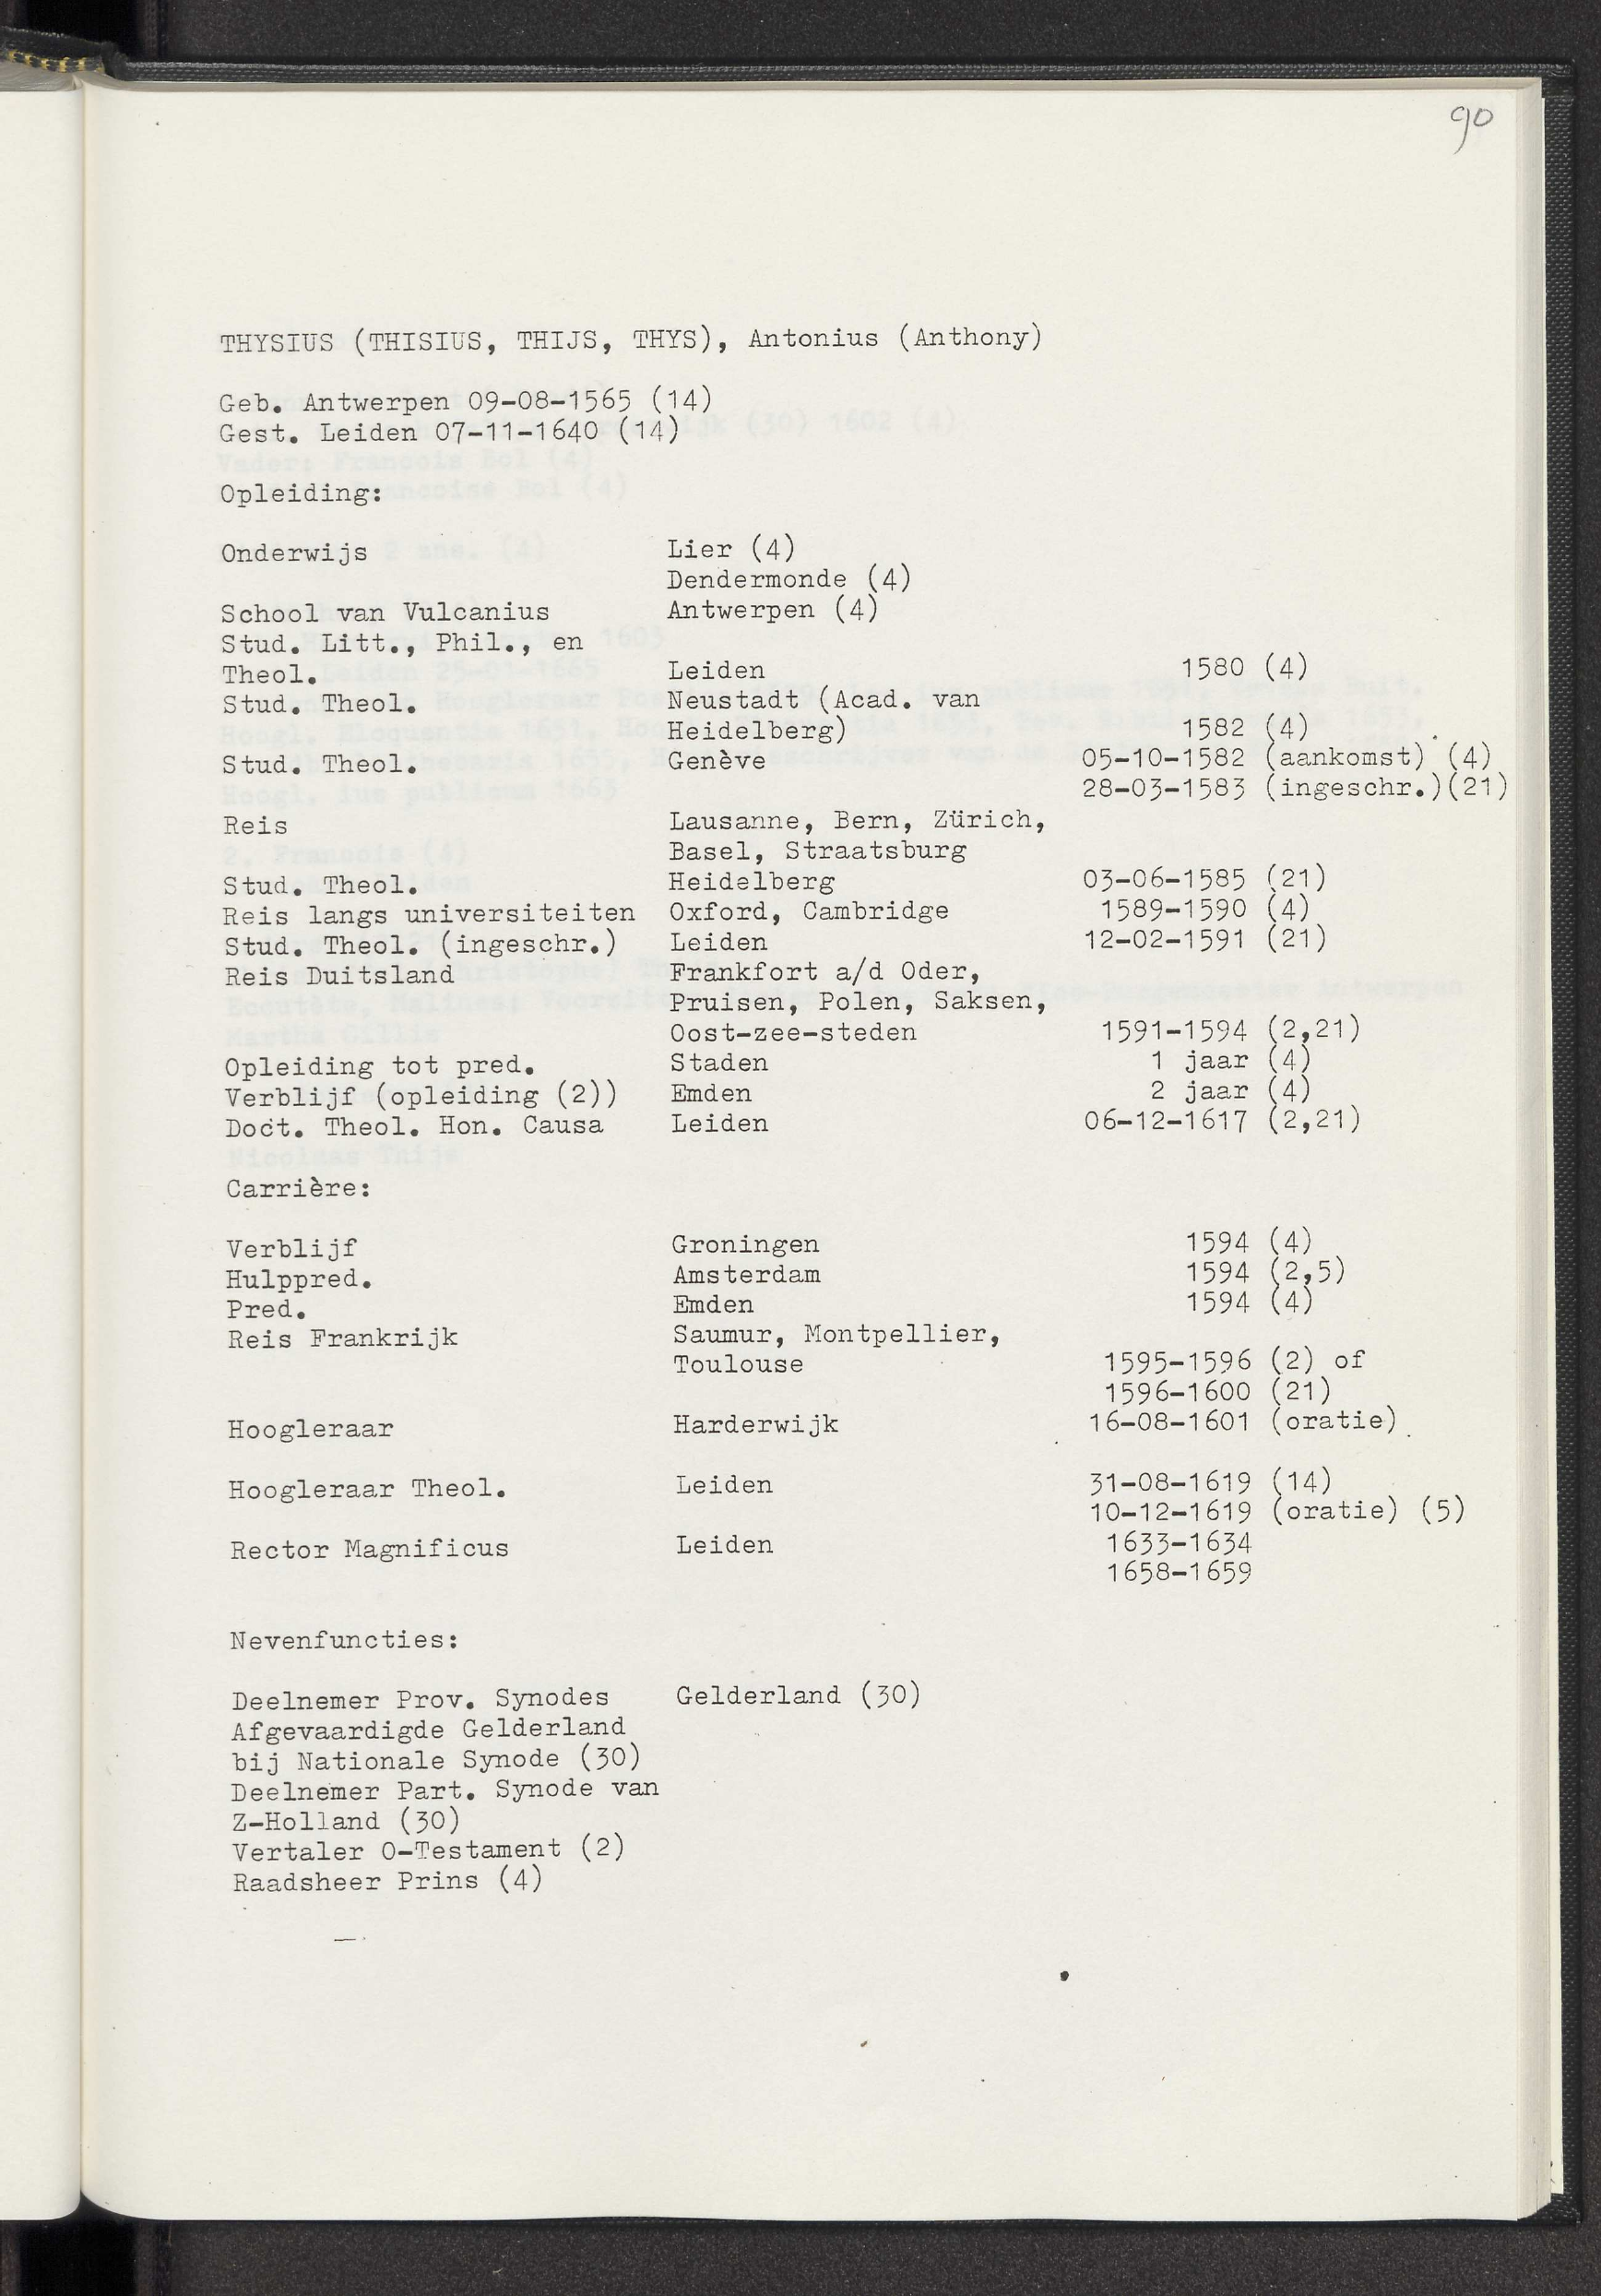 90
THYSIUS (THISIUS, THIJS, THYS), Antonius (Anthony)
Geb. Antwerpen 09-08-1565 (14)
Gest. Leiden 07-11-1640 (14)
Opleiding:
Onderwijs Lier (4)
Dendermonde (4)
School van Vulcanius Antwerpen (4)
Stud. Litt., Phil., en
Theol. Leiden 1580 (4)
Stud. Theol. Neustadt (Acad. van
Heidelberg) 1582 (4)
Stud. Theol. Genève 05-10-1582 (aankomst) (4)
28-03-1583 (ingeschr.)(21)
Reis Lausanne, Bern, Zürich,
Basel, Straatsburg
Stud. Theol. Heidelberg 03-06-1585 (21)
Reis langs universiteiten Oxford, Cambridge 1589-1590 (4)
Stud. Theol. (ingeschr.) Leiden 12-02-1591 (21)
Reis Duitsland Frankfort a/d Oder,
Pruisen, Polen, Saksen,
Oost-zee-steden 1591-1594 (2,21)
Opleiding tot pred. Staden 1 jaar (4)
Verblijf (opleiding (2)) Emden 2 jaar (4)
Doct. Theol. Hon. Causa Leiden 06-12-1617 (2,21)
Carrière:
Verblijf Groningen 1594 (4)
Hulppred. Amsterdam 1594 (2,5)
Pred. Emden 1594 (4)
Reis Frankrijk Saumur, Montpellier,
Toulouse 1595-1596 (2) of
1596-1600 (21)
Hoogleraar Harderwijk 16-08-1601 (oratie)
Hoogleraar Theol. Leiden 31-08-1619 (14)
10-12-1619 (oratie) (5)
Rector Magnificus Leiden 1633-1634
1658-1659
Nevenfuncties:
Deelnemer Prov. Synodes Gelderland (30)
Afgevaardigde Gelderland
bij Nationale Synode (30)
Deelnemer Part. Synode van
Z-Holland (30)
Vertaler O-Testament (2)
Raadsheer Prins (4)